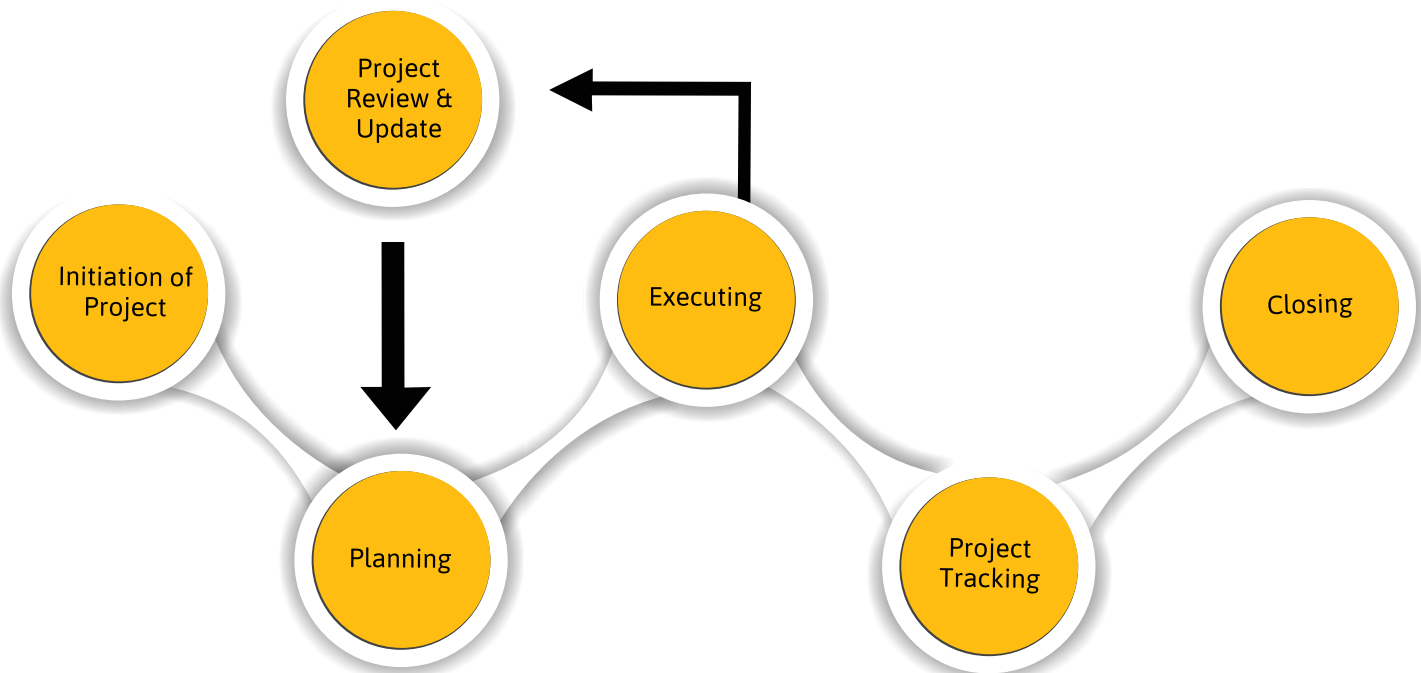 Project
Review &
Update
Initiation of
Project
Executing
Closing
Planning
Project
Tracking